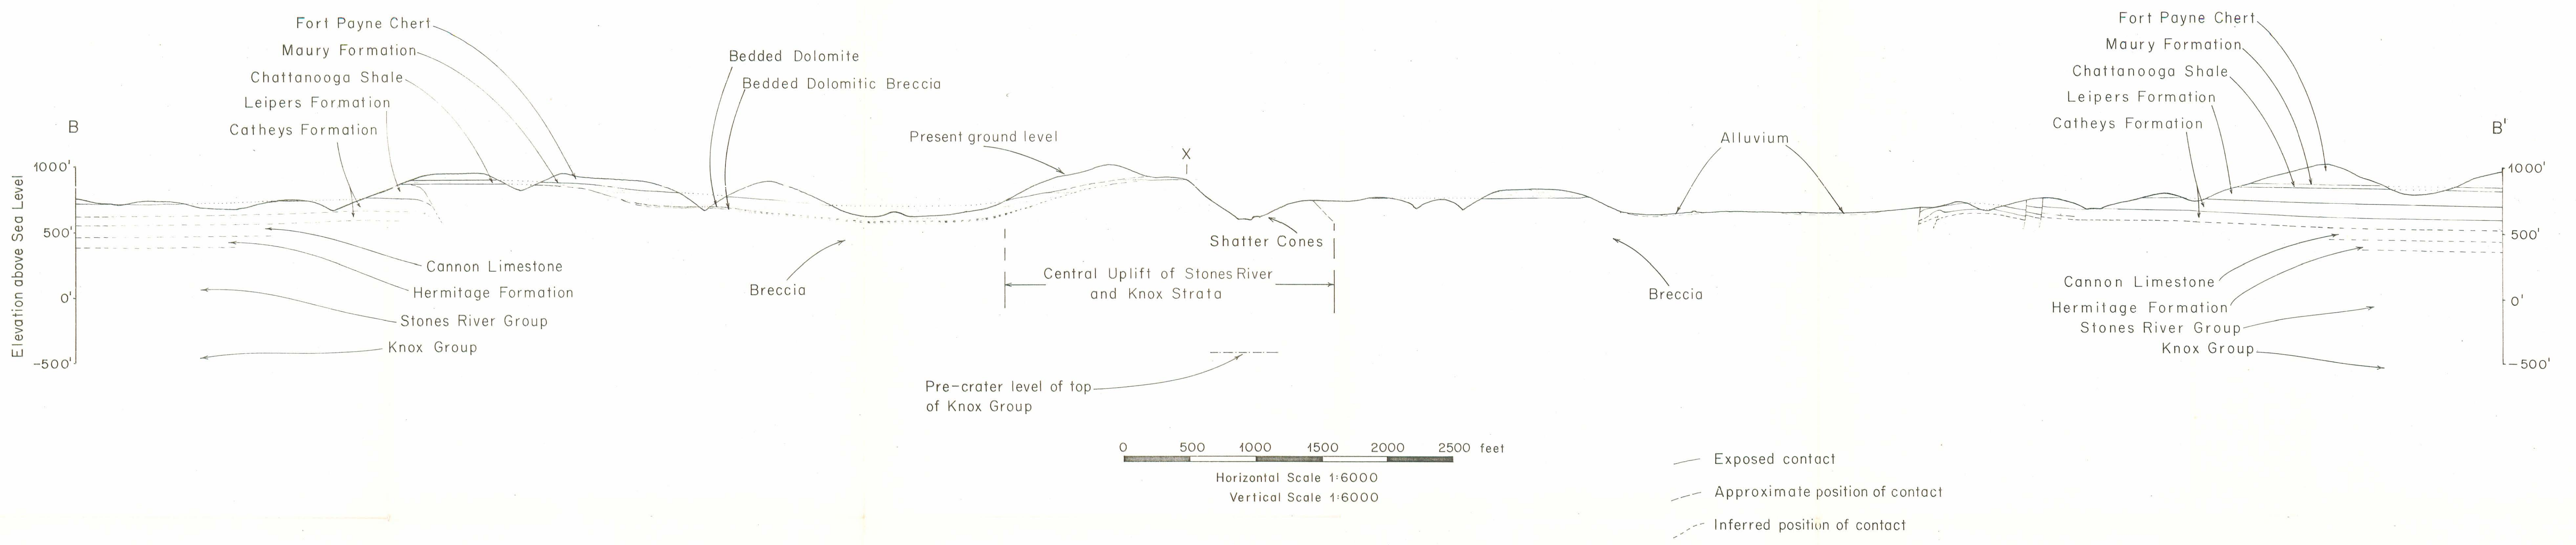 Fort Payne Chert
Maury Formation
Chattanooga Shale
Leipers Formation
Catheys Formation
B
1000'
500'
0'
-500'
Elevation above Sea Level
Cannon Limestone
Hermitage Formation
Stones River Group
Knox Group
Bedded Dolomite
Bedded Dolomitic Breccia
Present ground level
X
Breccia
Shatter Cones
Central Uplift of Stones River
and Knox Strata
Pre-crater level of top
of Knox Group
Alluvium
Breccia
Fort Payne Chert
Maury Formation
Chattanooga Shale
Leipers Formation
Catheys Formation
B'
1000'
500'
0'
-500'
Cannon Limestone
Hermitage Formation
Stones River Group
Knox Group
0 500 1000 1500 2000 2500 feet
Horizontal Scale 1:6000
Vertical Scale 1:6000
Exposed contact
Approximate position of contact
Inferred position of contact